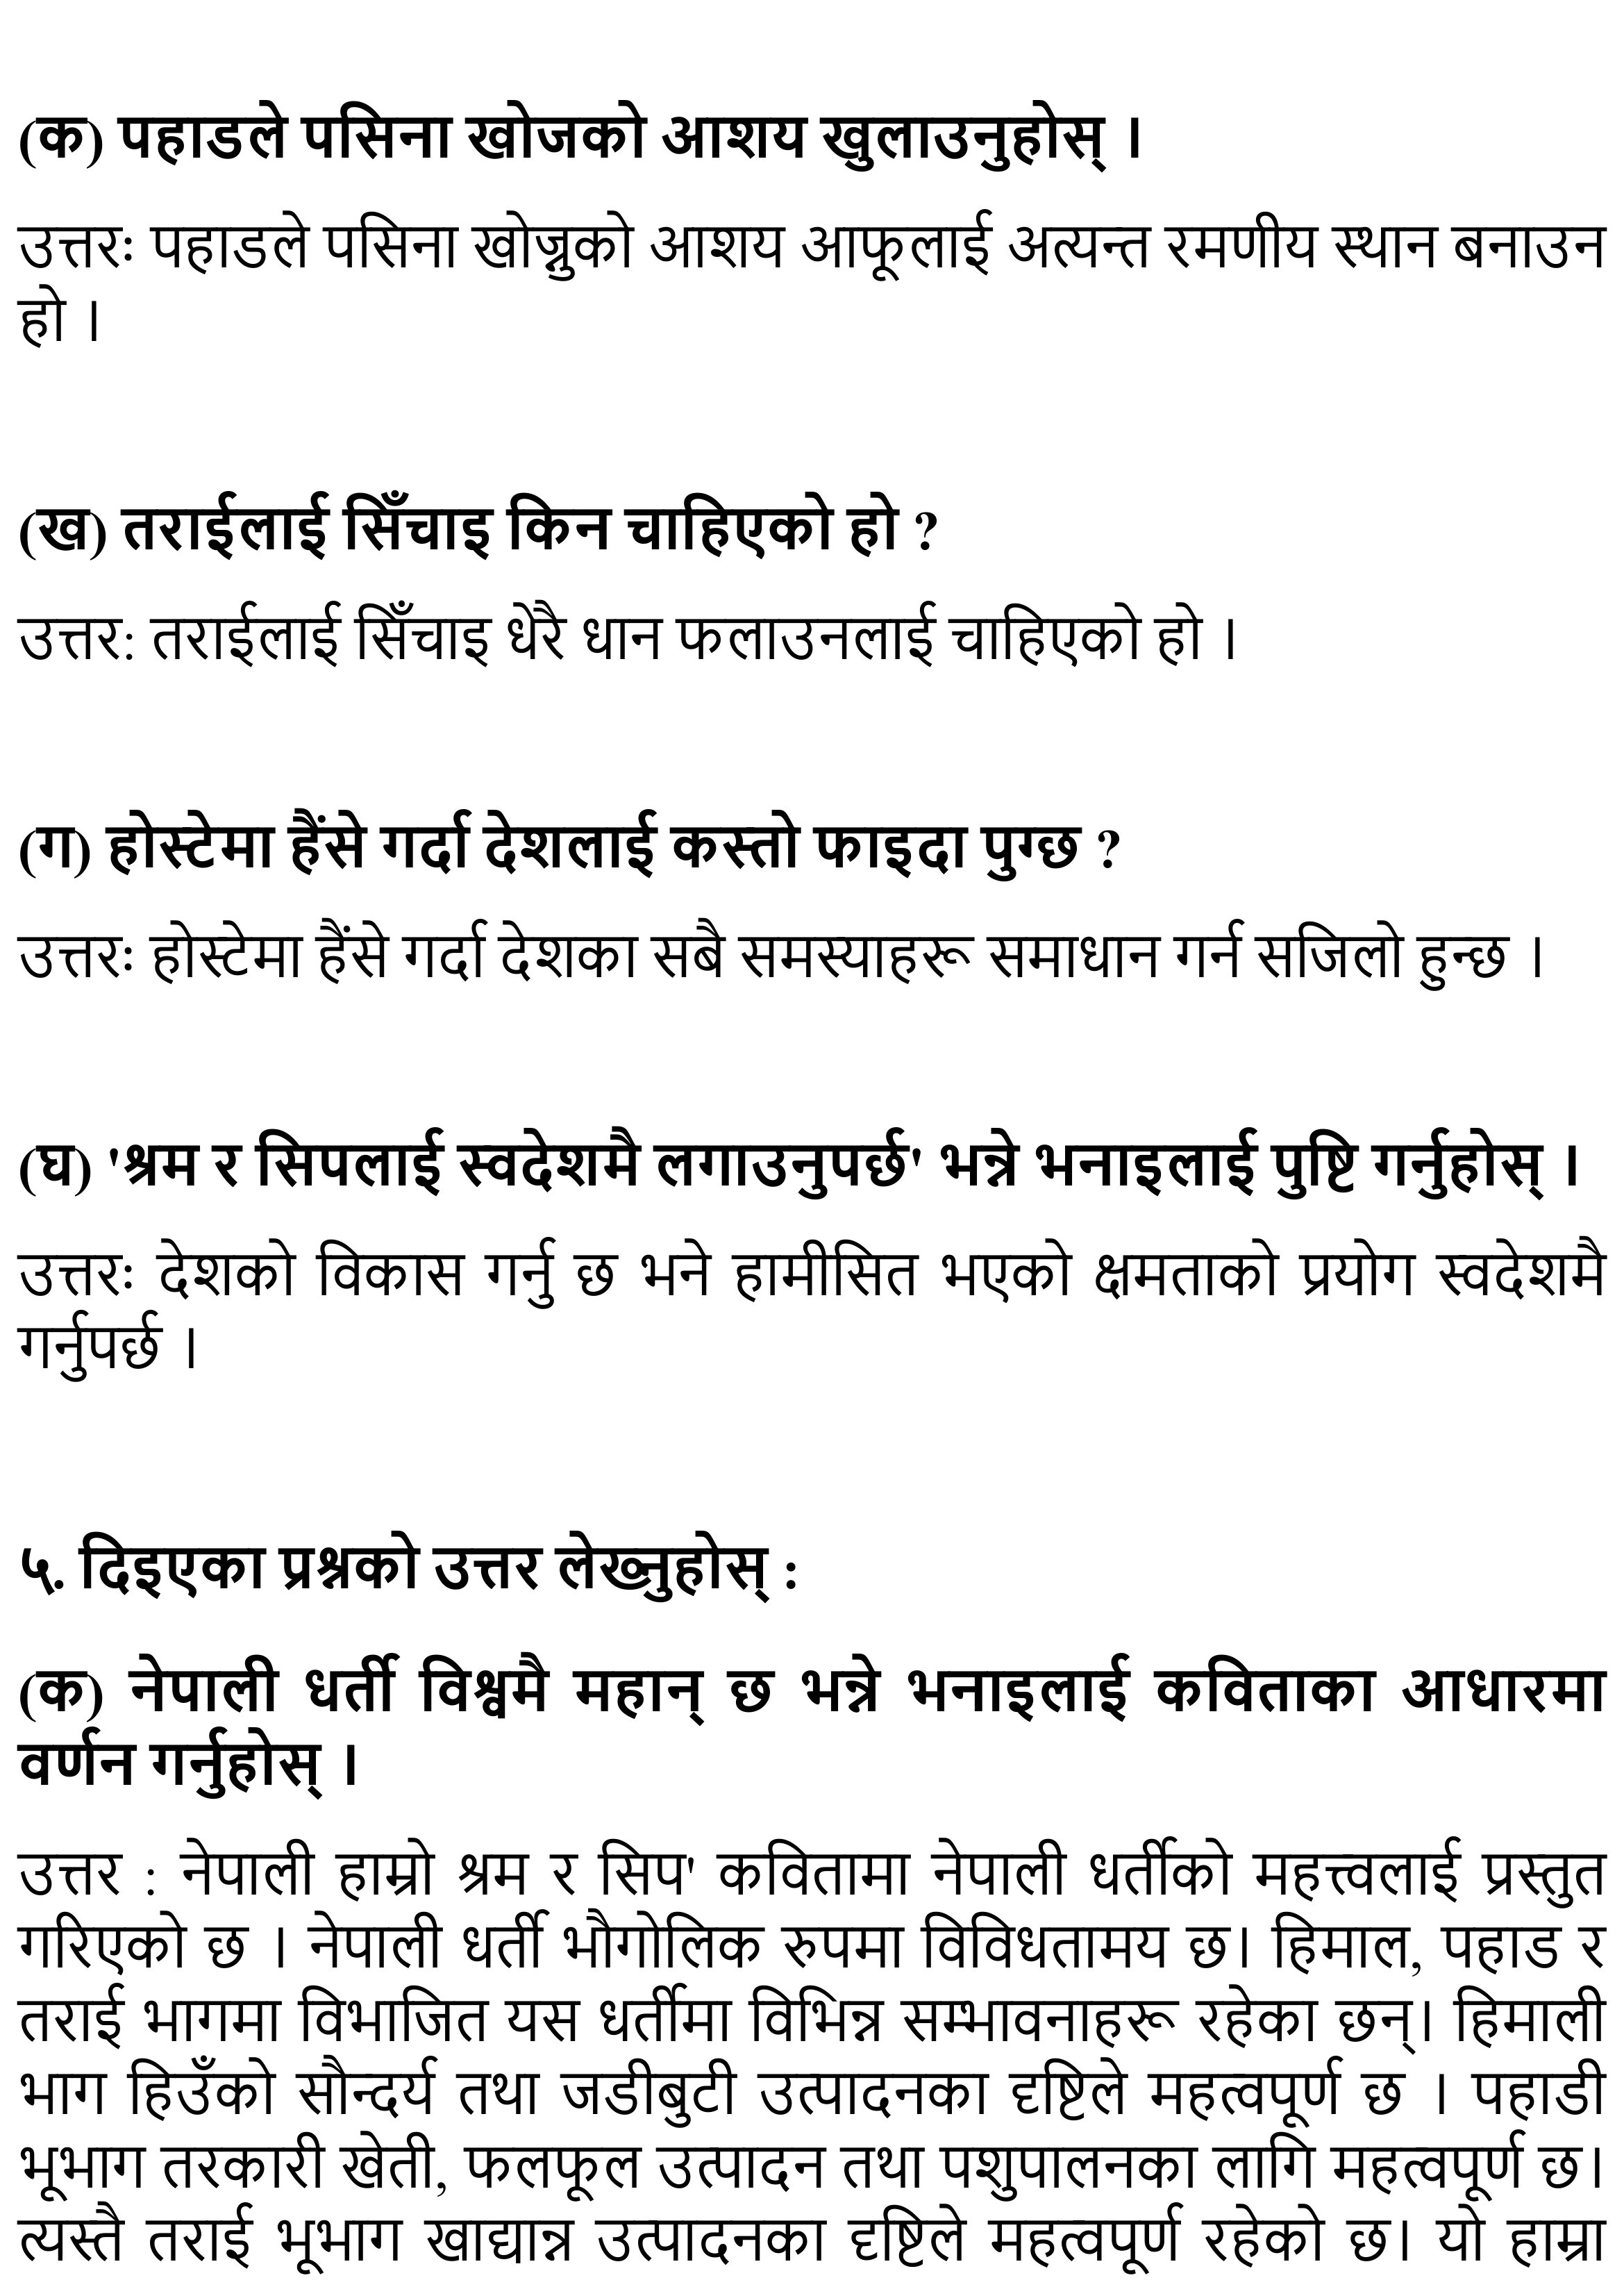 (क) पहाडले पसिना खोजको आशय खुलाउनुहोस् ।
उत्तरः पहाडले पसिना खोज्नुको आशय आफूलाई अत्यन्त रमणीय स्थान बनाउन
हो ।
(ख) तराईलाई सिँचाइ किन चाहिएको हो ?
उत्तर: तराईलाई सिँचाइ धेरै धान फलाउनलाई चाहिएको हो ।
(ग) होस्टेमा हैंसे गर्दा देशलाई कस्तो फाइदा पुग्छ ?
उत्तरः होस्टेमा हैंसे गर्दा देशका सबै समस्याहरू समाधान गर्न सजिलो हुन्छ ।
(घ) 'श्रम र सिपलाई स्वदेशमै लगाउनुपर्छ' भन्ने भनाइलाई पुष्टि गर्नुहोस् ।
उत्तरः देशको विकास गर्नु छ भने हामीसित भएको क्षमताको प्रयोग स्वदेशमै
गर्नुपर्छ ।
५. दिइएका प्रश्नको उत्तर लेख्नुहोस् :
(क) नेपाली धर्ती विश्वमै महान् छ भन्ने भनाइलाई कविताका आधारमा
वर्णन गर्नुहोस् ।
उत्तर : नेपाली हाम्रो श्रम र सिप' कवितामा नेपाली धर्तीको महत्त्वलाई प्रस्तुत
गरिएको छ । नेपाली धर्ती भौगोलिक रुपमा विविधतामय छ। हिमाल, पहाड र
तराई भागमा विभाजित यस धर्तीमा विभिन्न सम्भावनाहरू रहेका छन्। हिमाली
भाग हिउँको सौन्दर्य तथा जडीबुटी उत्पादनका दृष्टिले महत्वपूर्ण छ । पहाडी
भूभाग तरकारी खेती, फलफूल उत्पादन तथा पशुपालनका लागि महत्वपूर्ण छ।
त्यस्तै तराई भूभाग खाद्यान्न उत्पादनका दृष्टिले महत्वपूर्ण रहेको छ। यो हाम्रा